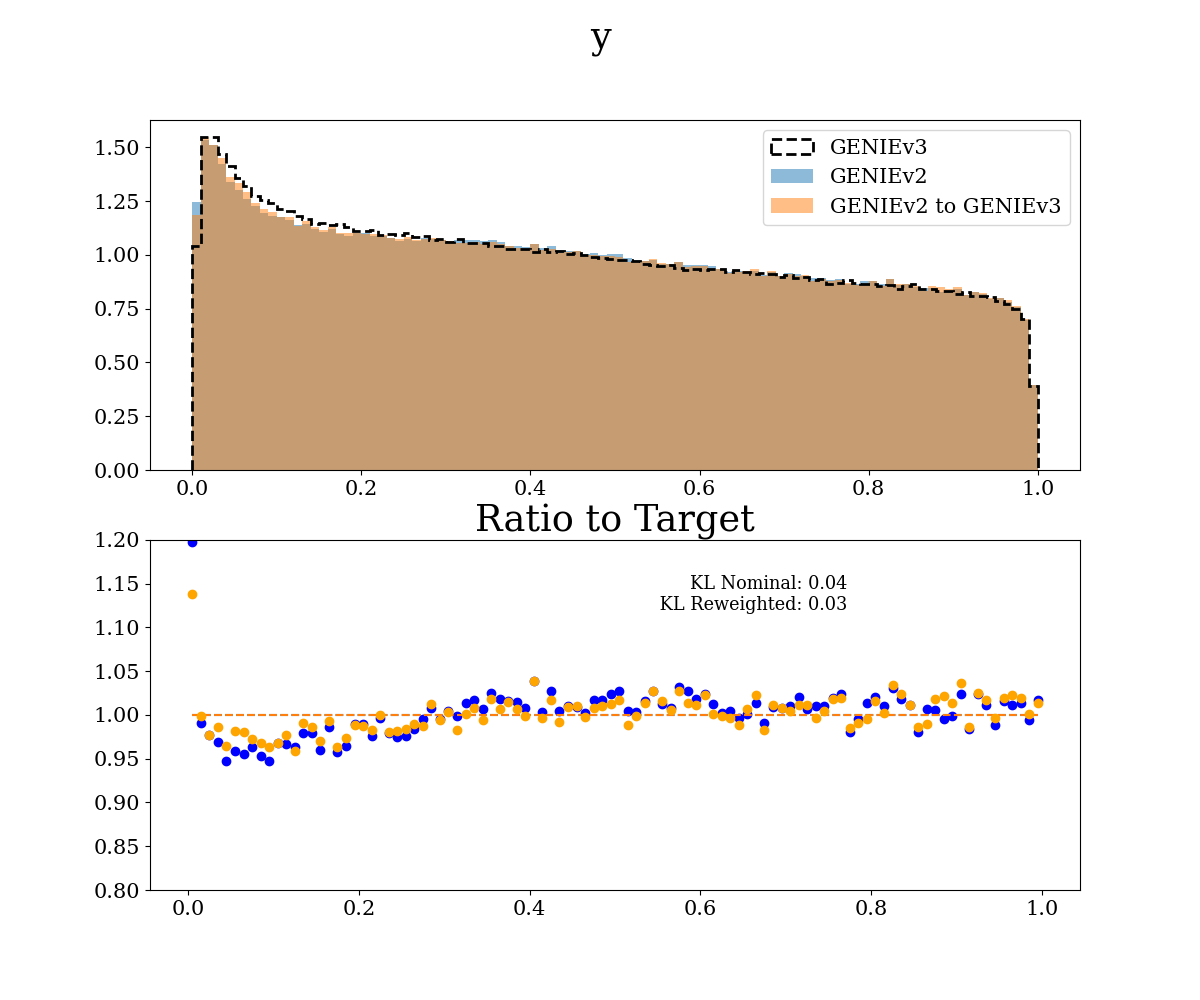 y
1.50
1.25
1.00
0.75
0.50
0.25
0.00
0.0 0.2 0.4 0.6 0.8 1.0
GENIEv3
GENIEv2
GENIEv2 to GENIEv3
Ratio to Target
1.20
1.15
1.10
1.05
1.00
0.95
0.90
0.85
0.80
0.0 0.2 0.4 0.6 0.8 1.0
KL Nominal: 0.04
KL Reweighted: 0.03